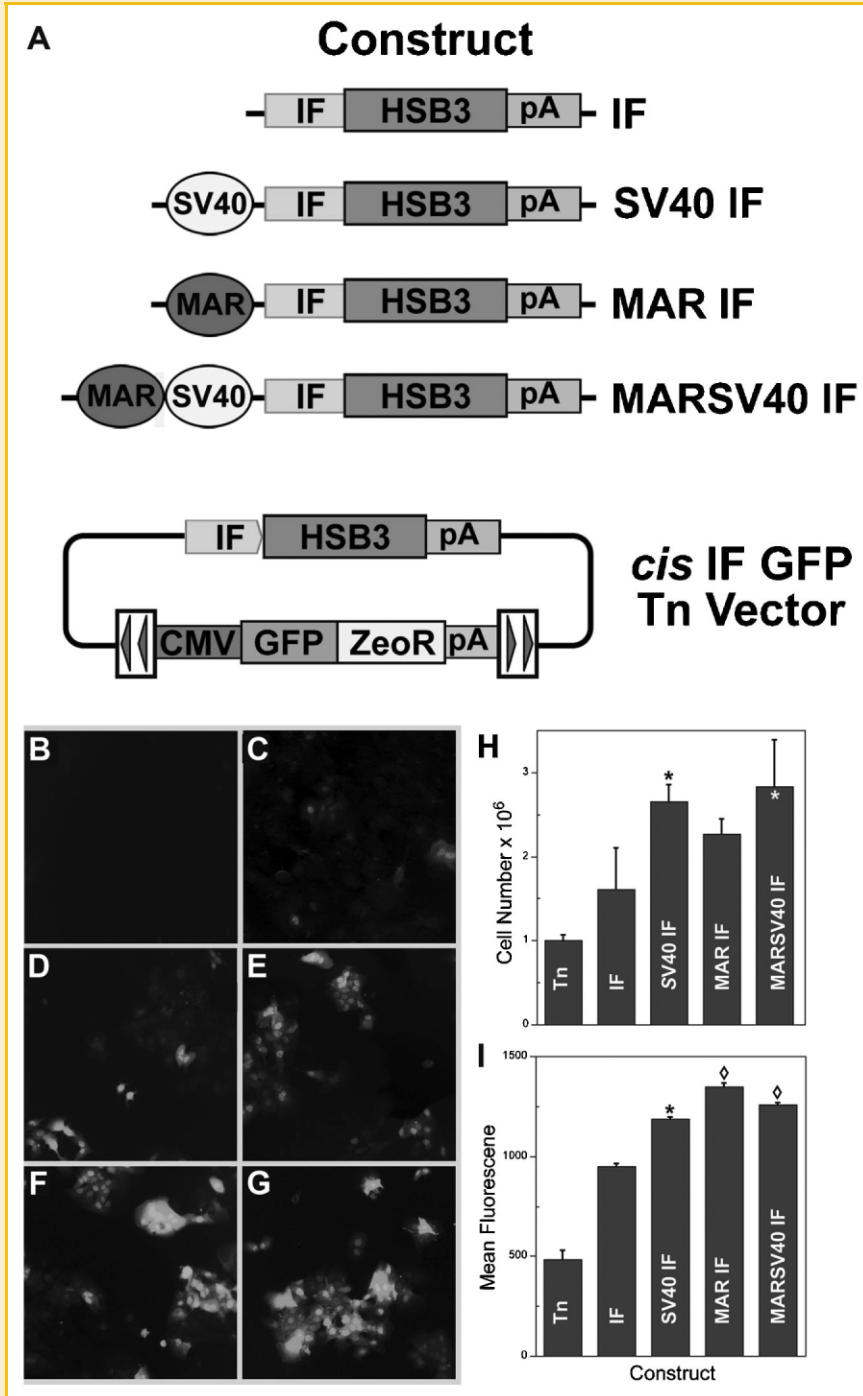 A
Construct
IF HSB3 pA IF
SV40 IF HSB3 pA SV40 IF
MAR IF HSB3 pA MAR IF
MAR SV40 IF HSB3 pA MARSV40 IF
IF HSB3 pA
cis IF GFP
Tn Vector
CMV GFP ZeoR pA
B
C
D
E
F
G
H
Cell Number x 10⁶
3
2
1
0
*
*
Tn
IF
SV40 IF
MAR IF
MARSV40 IF
I
Mean Fluorescene
1500
1000
500
0
*
◊
◊
Tn
IF
SV40 IF
MAR IF
MARSV40 IF
Construct